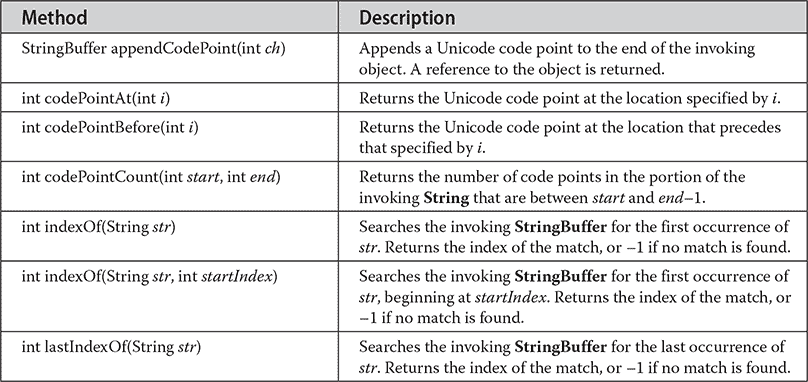 Method Description
StringBuffer appendCodePoint(int ch) Appends a Unicode code point to the end of the invoking
object. A reference to the object is returned.
int codePointAt(int i) Returns the Unicode code point at the location specified by i.
int codePointBefore(int i) Returns the Unicode code point at the location that precedes
that specified by i.
int codePointCount(int start, int end) Returns the number of code points in the portion of the
invoking String that are between start and end–1.
int indexOf(String str) Searches the invoking StringBuffer for the first occurrence of
str. Returns the index of the match, or –1 if no match is found.
int indexOf(String str, int startIndex) Searches the invoking StringBuffer for the first occurrence of
str, beginning at startIndex. Returns the index of the match, or
–1 if no match is found.
int lastIndexOf(String str) Searches the invoking StringBuffer for the last occurrence of
str. Returns the index of the match, or –1 if no match is found.